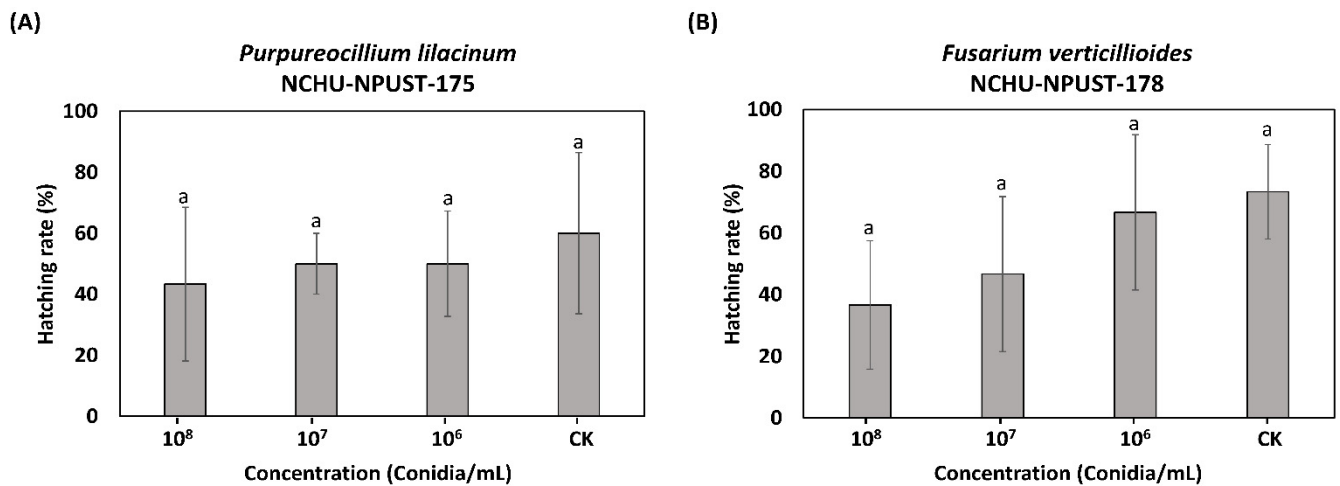 (A)
Purpureocillium lilacinum
NCHU-NPUST-175
100
80
60
40
20
0
Hatching rate (%)
a
a
a
a
10⁸
10⁷
10⁶
CK
Concentration (Conidia/mL)
(B)
Fusarium verticillioides
NCHU-NPUST-178
100
80
60
40
20
0
Hatching rate (%)
a
a
a
a
10⁸
10⁷
10⁶
CK
Concentration (Conidia/mL)